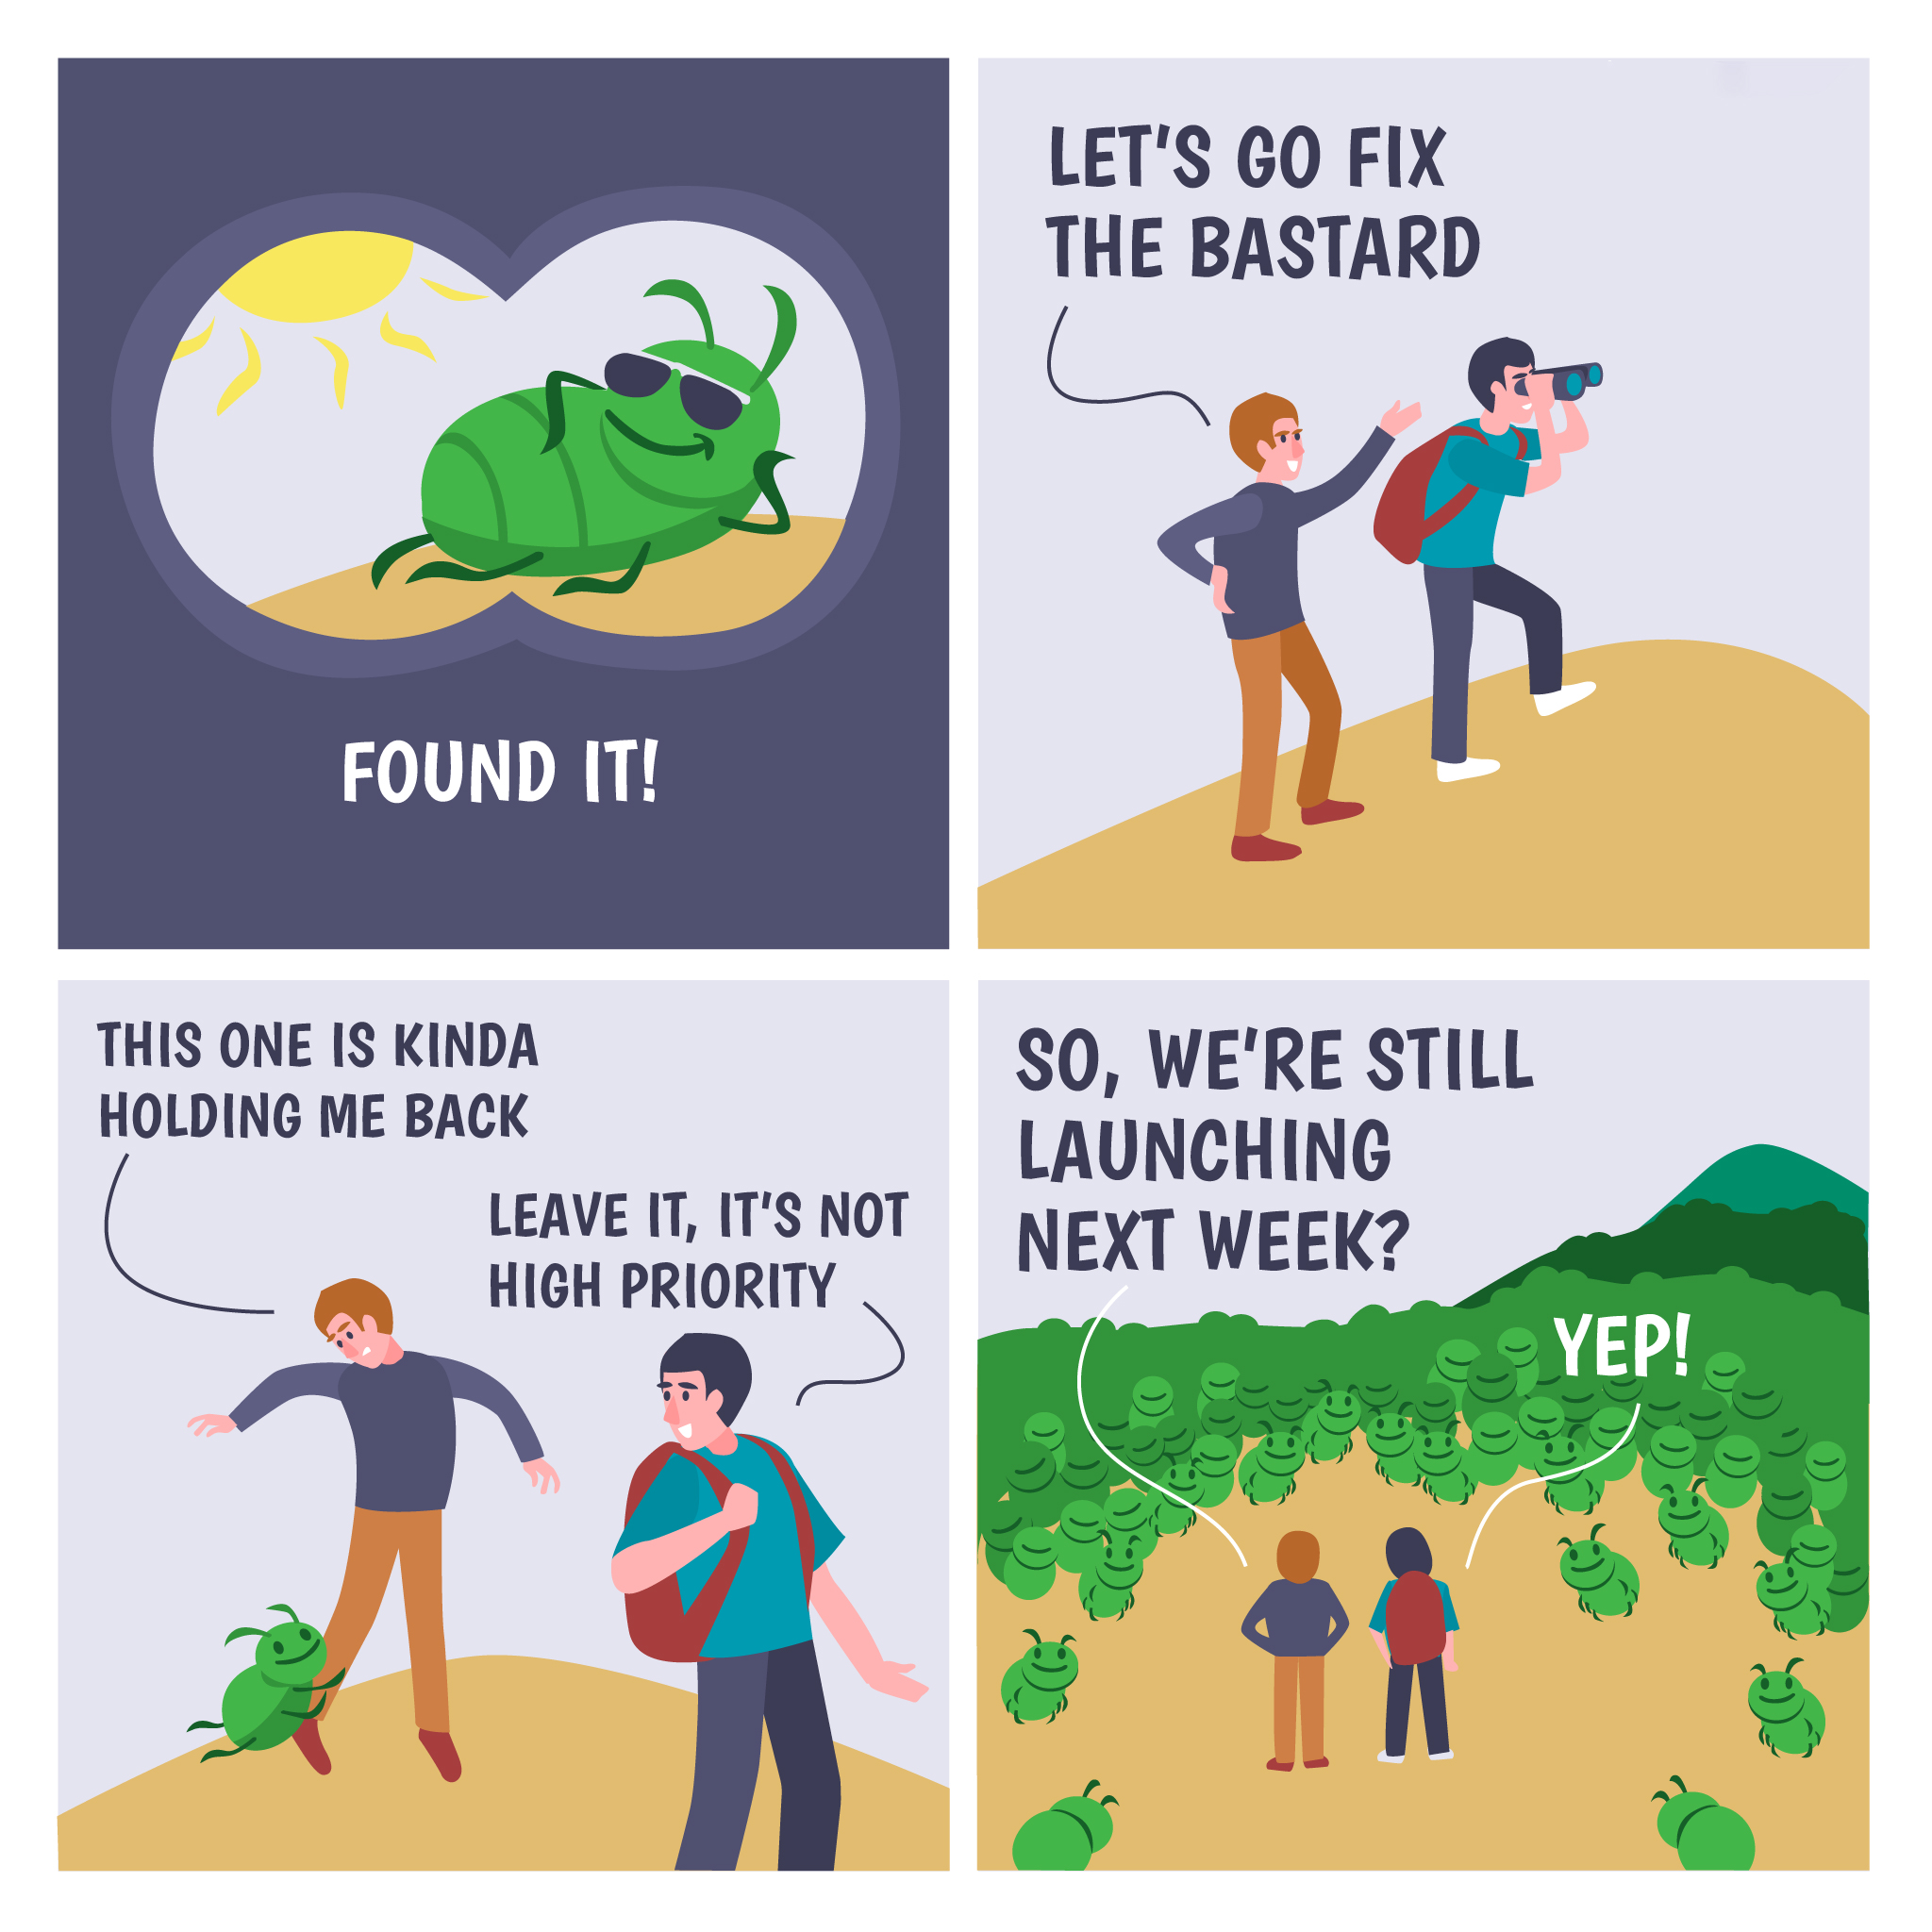 FOUND IT!
LET'S GO FIX
THE BASTARD
THIS ONE IS KINDA
HOLDING ME BACK
LEAVE IT, IT'S NOT
HIGH PRIORITY
SO, WE'RE STILL
LAUNCHING
NEXT WEEK?
YEP!